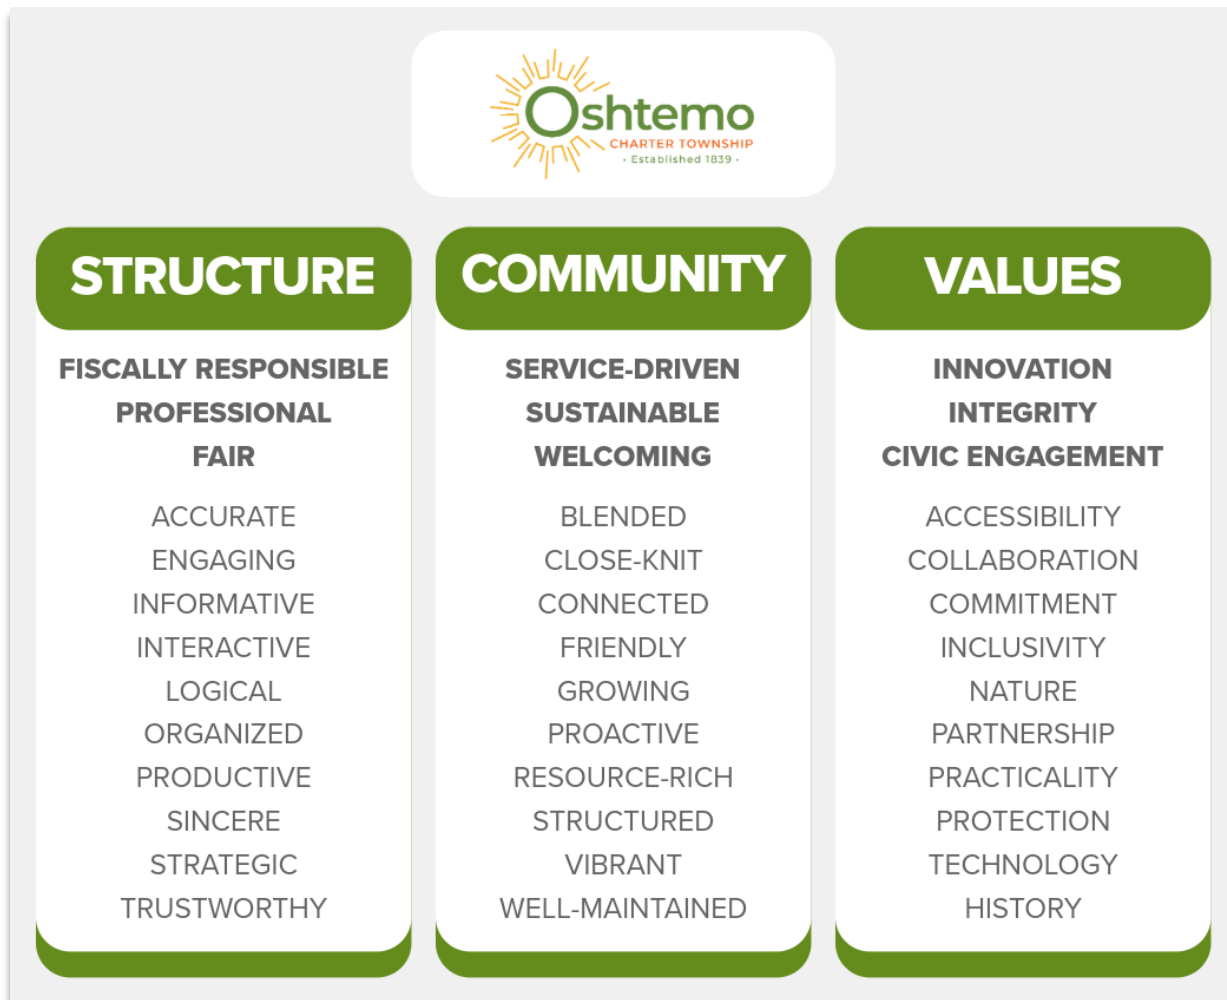 Oshtemo
CHARTER TOWNSHIP
- Established 1839 -
STRUCTURE
FISCALLY RESPONSIBLE
PROFESSIONAL
FAIR
ACCURATE
ENGAGING
INFORMATIVE
INTERACTIVE
LOGICAL
ORGANIZED
PRODUCTIVE
SINCERE
STRATEGIC
TRUSTWORTHY
COMMUNITY
SERVICE-DRIVEN
SUSTAINABLE
WELCOMING
BLENDED
CLOSE-KNIT
CONNECTED
FRIENDLY
GROWING
PROACTIVE
RESOURCE-RICH
STRUCTURED
VIBRANT
WELL-MAINTAINED
VALUES
INNOVATION
INTEGRITY
CIVIC ENGAGEMENT
ACCESSIBILITY
COLLABORATION
COMMITMENT
INCLUSIVITY
NATURE
PARTNERSHIP
PRACTICALITY
PROTECTION
TECHNOLOGY
HISTORY